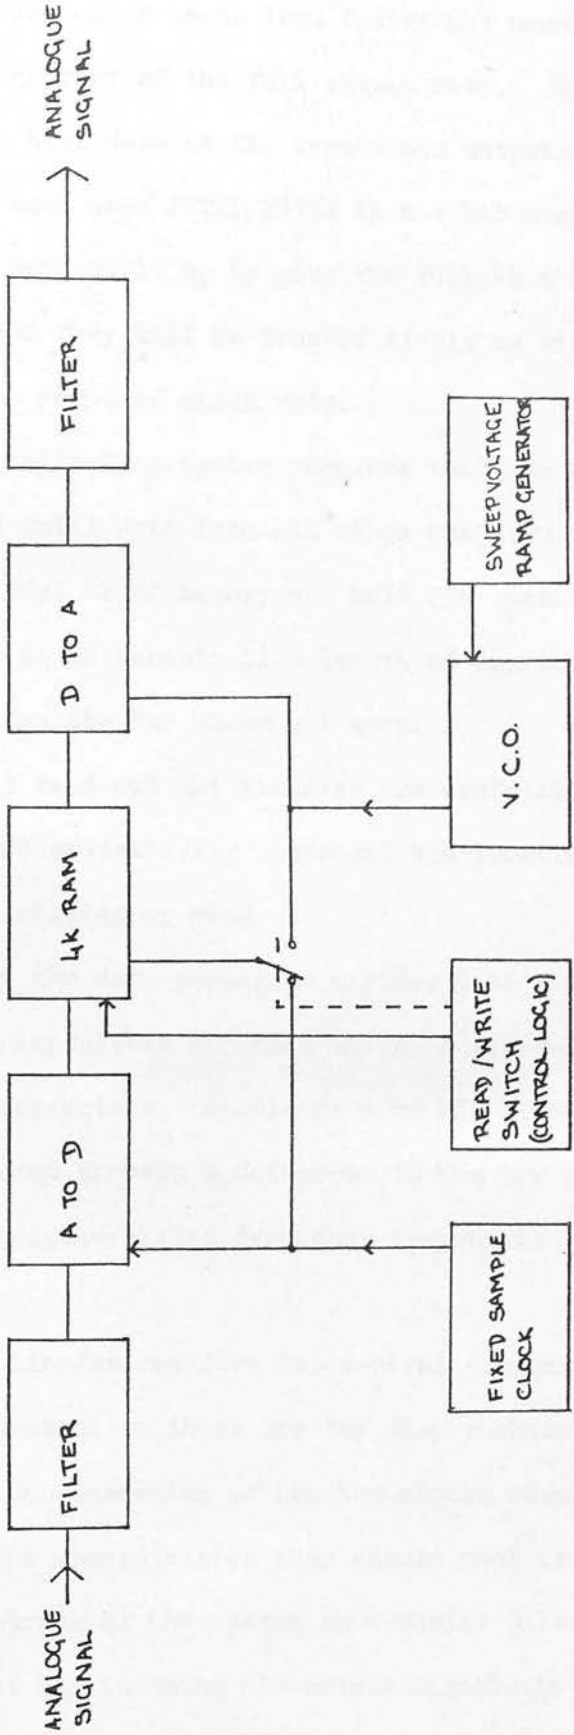 ANALOGUE
SIGNAL
FILTER
A TO D
4K RAM
D TO A
FILTER
ANALOGUE
SIGNAL
FIXED SAMPLE
CLOCK
READ/WRITE
SWITCH
(CONTROL LOGIC)
V.C.O.
SWEEP VOLTAGE
RAMP GENERATOR